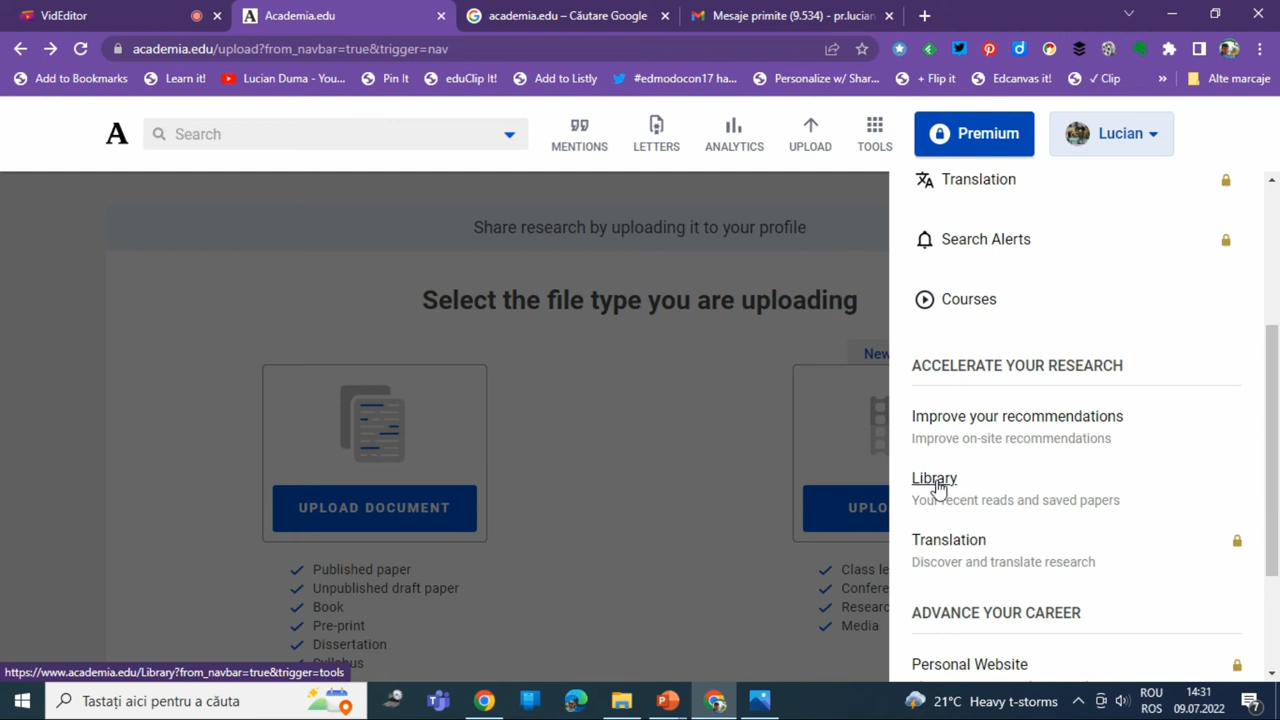 VidEditor
Academia.edu
academia.edu – Căutare Google
Mesaje primite (9.534) - pr.lucian
academia.edu/upload?from_navbar=true&trigger=nav
Add to Bookmarks
Learn it!
Lucian Duma - You...
Pin It
eduClip It!
Add to Listly
#edmodocon17 ha...
Personalize w/ Shar...
+ Flip it
Edcanvas it!
✓ Clip
»
Alte marcaje
A
Search
MENTIONS
LETTERS
ANALYTICS
UPLOAD
TOOLS
Premium
Lucian
Share research by uploading it to your profile
Select the file type you are uploading
New
UPLOAD DOCUMENT
Published paper
Unpublished draft paper
Book
Pre-print
Dissertation
Syllabus
UPLO
Class le
Confere
Researc
Media
Translation
Search Alerts
Courses
ACCELERATE YOUR RESEARCH
Improve your recommendations
Improve on-site recommendations
Library
Your recent reads and saved papers
Translation
Discover and translate research
ADVANCE YOUR CAREER
Personal Website
https://www.academia.edu/Library?from_navbar=true&trigger=tools
Tastați aici pentru a căuta
21°C Heavy t-storms
ROU
ROS
14:31
09.07.2022
7